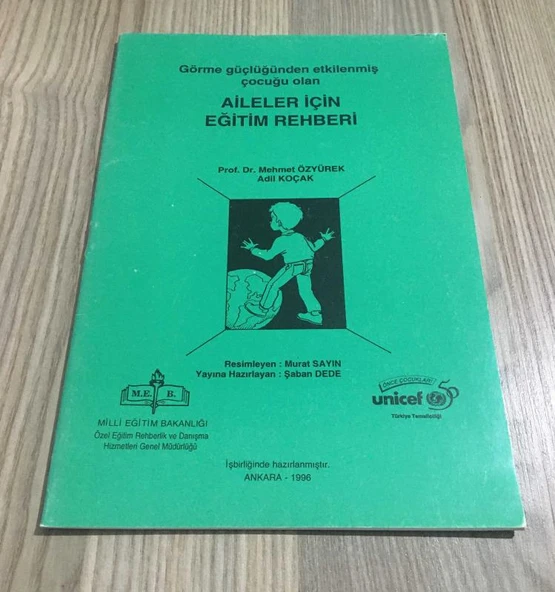 Görme güçlüğünden etkilenmiş
çocuğu olan
AİLELER İÇİN
EĞİTİM REHBERİ
Prof. Dr. Mehmet ÖZYÜREK
Adil KOÇAK
Resimleyen : Murat SAYIN
Yayına Hazırlayan : Şaban DEDE
M.E. B.
MİLLİ EĞİTİM BAKANLIĞI
Özel Eğitim Rehberlik ve Danışma
Hizmetleri Genel Müdürlüğü
ÖNCE ÇOCUKLAR
unicef 50
Türkiye Temsilciliği
İşbirliğinde hazırlanmıştır.
ANKARA - 1996